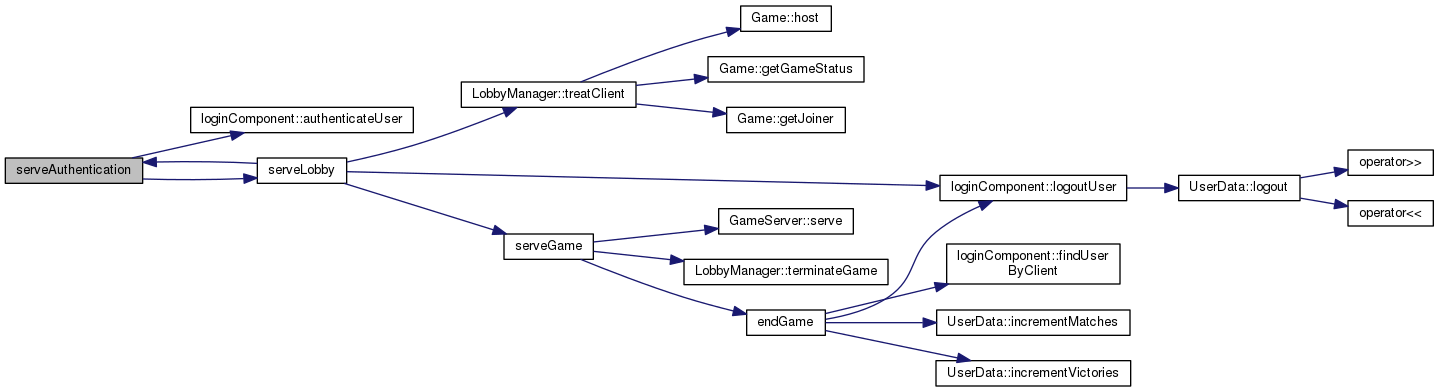 Game::host
Game::getGameStatus
LobbyManager::treatClient
Game::getJoiner
loginComponent::authenticateUser
serveAuthentication
serveLobby
operator>>
loginComponent::logoutUser
UserData::logout
operator<<
GameServer::serve
serveGame
loginComponent::findUser
ByClient
LobbyManager::terminateGame
endGame
UserData::incrementMatches
UserData::incrementVictories